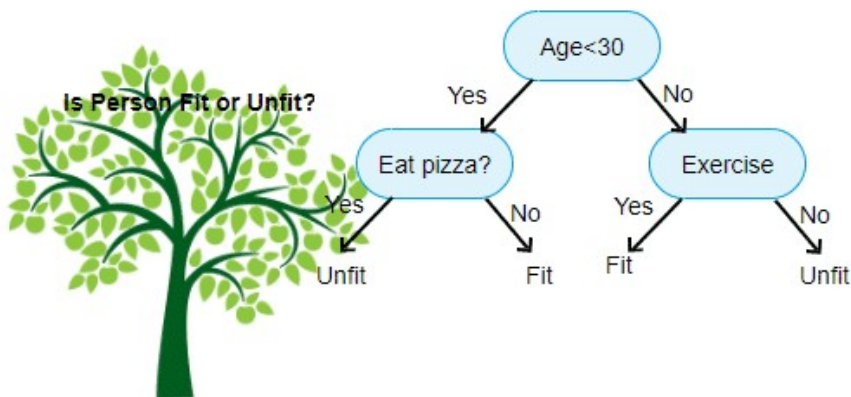 Age<30
Is Person Fit or Unfit?
Yes
No
Eat pizza?
Exercise
Yes
No
Yes
No
Unfit
Fit
Fit
Unfit